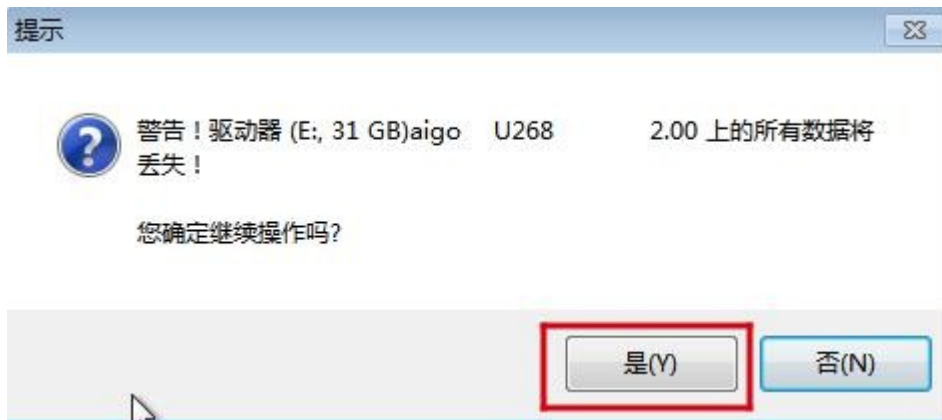 提示
警告！驱动器 (E:, 31 GB)aigo U268 2.00 上的所有数据将
丢失！
您确定继续操作吗?
是(Y)
否(N)